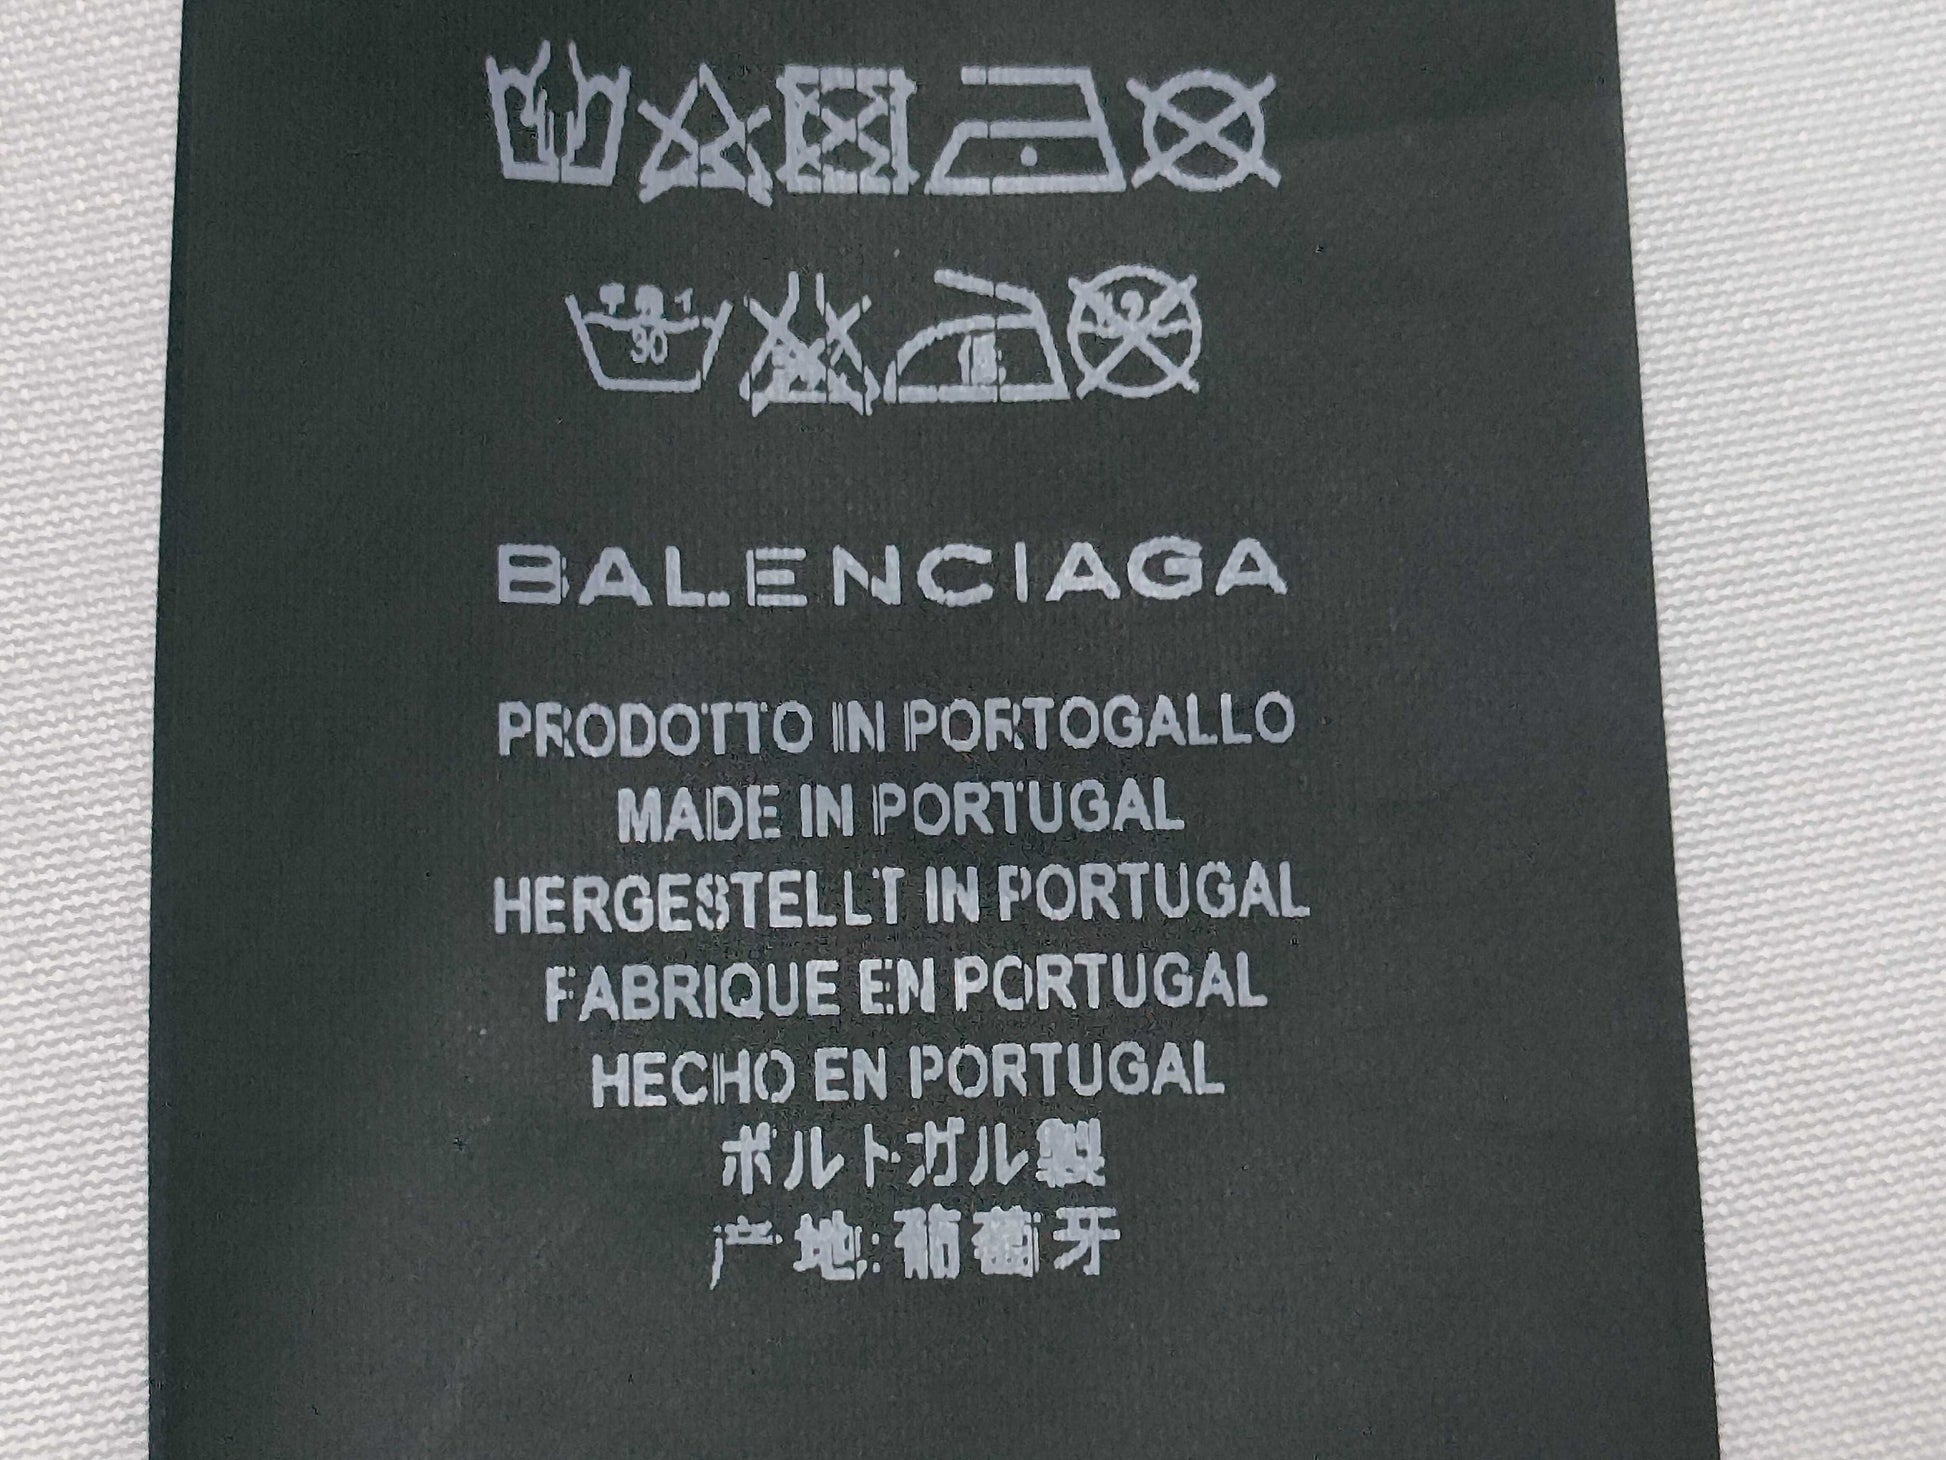 30
BALENCIAGA
PRODOTTO IN PORTOGALLO
MADE IN PORTUGAL
HERGESTELLT IN PORTUGAL
FABRIQUE EN PORTUGAL
HECHO EN PORTUGAL
ポルトガル製
产地:葡萄牙